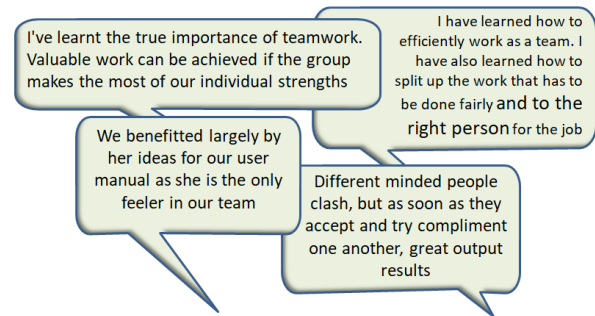 I've learnt the true importance of teamwork.
Valuable work can be achieved if the group
makes the most of our individual strengths
I have learned how to
efficiently work as a team. I
have also learned how to
split up the work that has to
be done fairly and to the
right person for the job
We benefitted largely by
her ideas for our user
manual as she is the only
feeler in our team
Different minded people
clash, but as soon as they
accept and try compliment
one another, great output
results